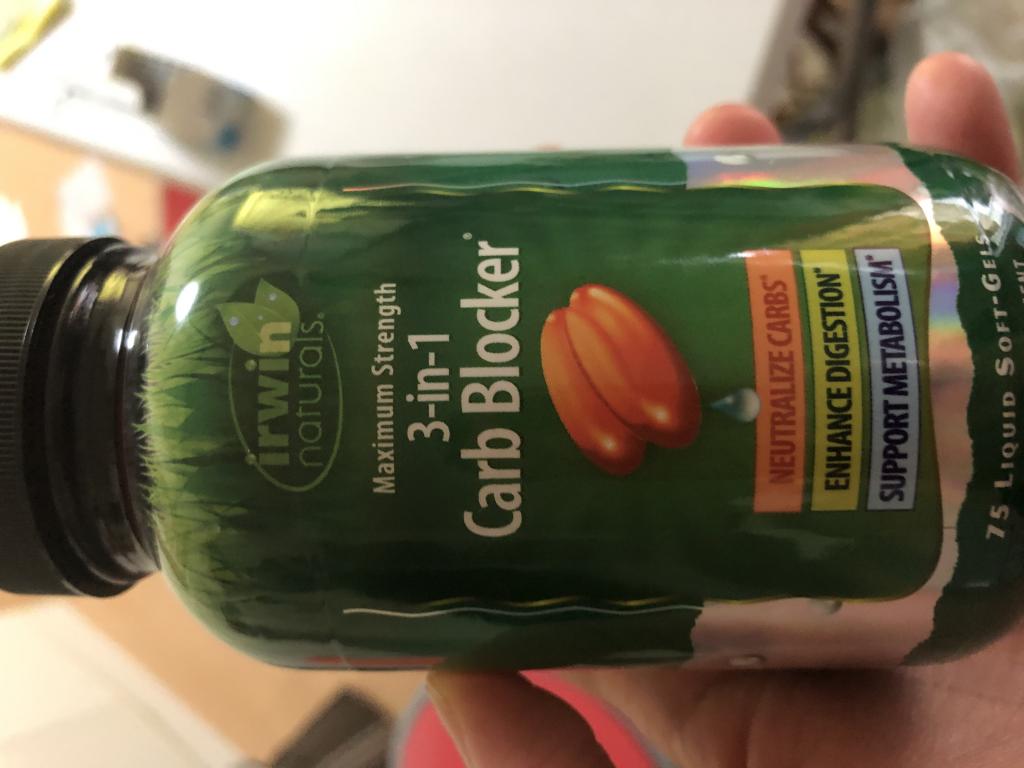 irwin
naturals®
Maximum Strength
3-in-1
Carb Blocker®
NEUTRALIZE CARBS*
ENHANCE DIGESTION*
SUPPORT METABOLISM*
75 LIQUID SOFT-GELS